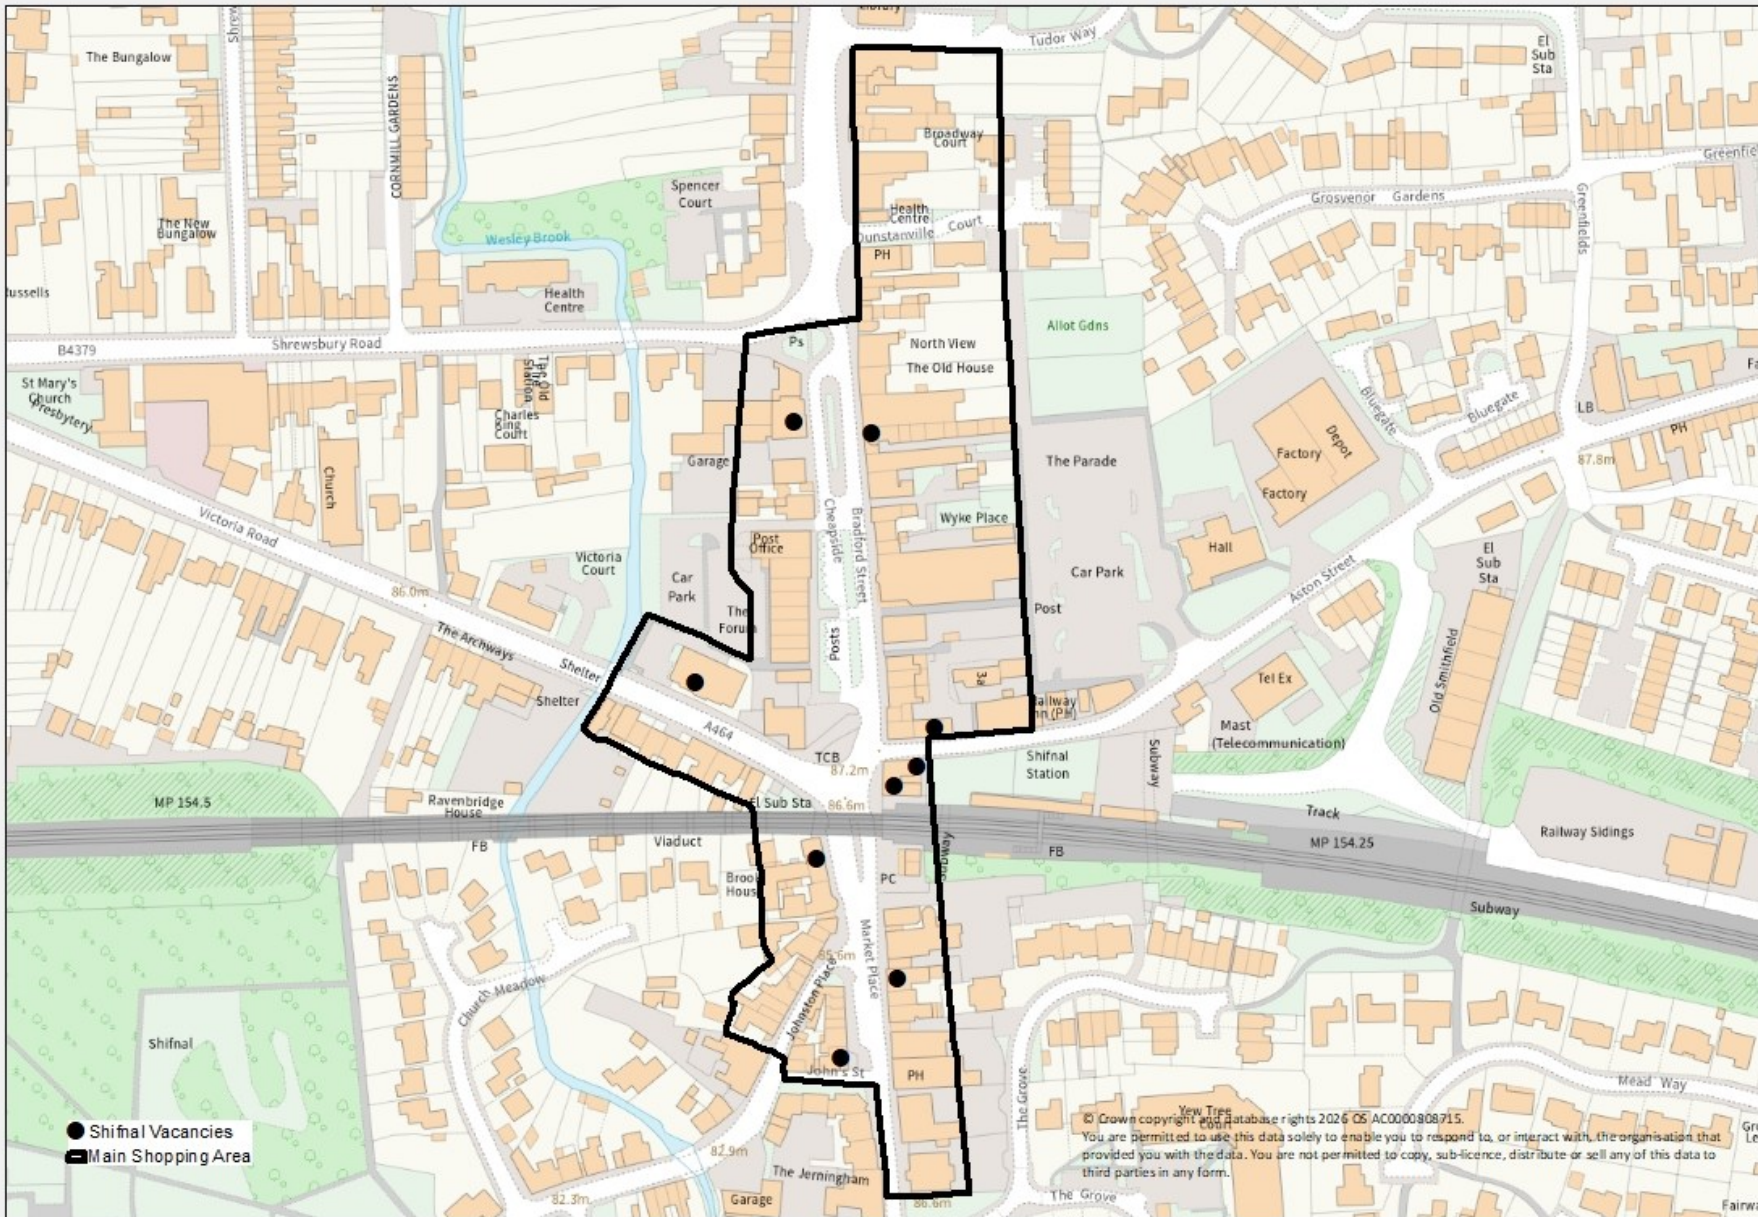 Library
Tudor Way
El
Sub
Sta
The Bungalow
CORNMILL GARDENS
Broadway
Court
Greenfie
Spencer
Court
Grosvenor Gardens
Greenfields
The New
Bungalow
Health
Centre
Dunstanville Court
Wesley Brook
PH
Russells
Health
Centre
Allot Gdns
B4379
Shrewsbury Road
Ps
North View
The Old House
St Mary's
Church
Presbytery
The Old
Fire
Station
Charles
King
Court
Bluegate
Bluegate
LB
PH
87.8m
Garage
The Parade
Factory
Depot
Factory
Church
Victoria Road
Cheapside
Bradford Street
Wyke Place
Post
Office
Hall
El
Sub
Sta
Victoria
Court
Car
Park
Car Park
Aston Street
86.0m
The
Forum
Post
The Archways
Posts
Shelter
Old Smithfield
3a
Tel Ex
Shelter
Railway
Inn (PH)
A464
Mast
(Telecommunication)
TCB
87.2m
Shifnal
Station
Subway
MP 154.5
Ravenbridge
House
El Sub Sta
86.6m
Track
Railway Sidings
FB
Viaduct
Subway
FB
MP 154.25
Brook
House
PC
Subway
Market Place
85.6m
Church Meadow
Johnston Place
Shifnal
John's St
PH
The Grove
Mead Way
Yew Tree
Court
Shifnal Vacancies
Main Shopping Area
82.9m
The Jerningham
82.3m
Garage
86.6m
The Grove
© Crown copyright and database rights 2026 OS AC0000808715.
You are permitted to use this data solely to enable you to respond to, or interact with, the organisation that
provided you with the data. You are not permitted to copy, sub-licence, distribute or sell any of this data to
third parties in any form.